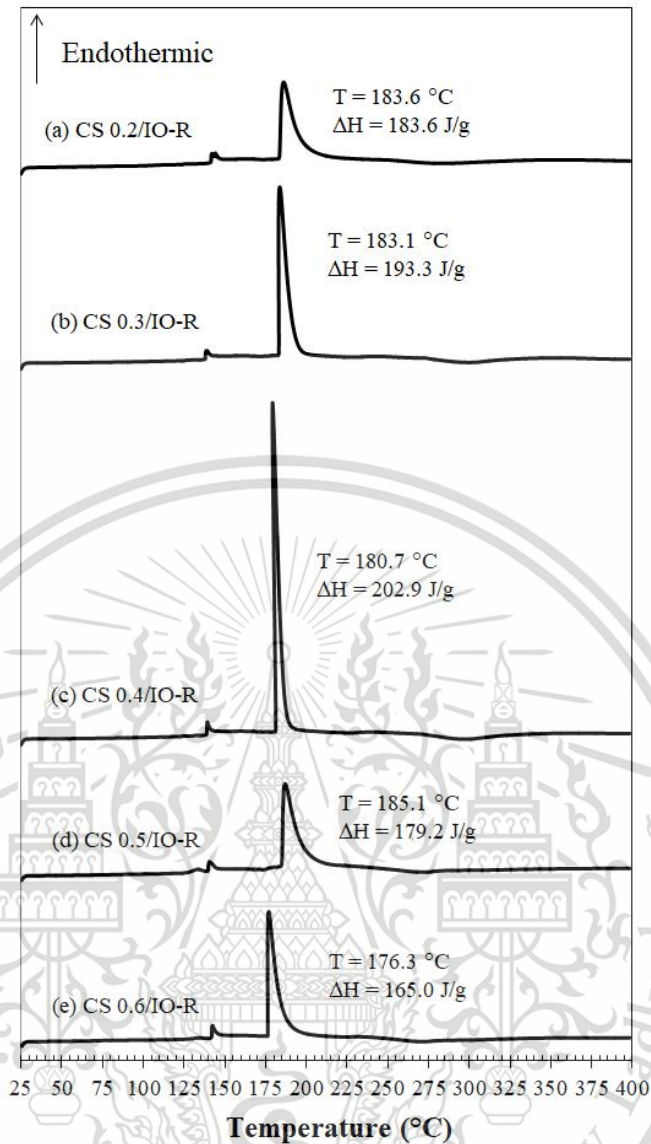 Endothermic
(a) CS 0.2/IO-R
T = 183.6 °C
ΔH = 183.6 J/g
(b) CS 0.3/IO-R
T = 183.1 °C
ΔH = 193.3 J/g
(c) CS 0.4/IO-R
T = 180.7 °C
ΔH = 202.9 J/g
(d) CS 0.5/IO-R
T = 185.1 °C
ΔH = 179.2 J/g
(e) CS 0.6/IO-R
T = 176.3 °C
ΔH = 165.0 J/g
25 50 75 100 125 150 175 200 225 250 275 300 325 350 375 400
Temperature (°C)